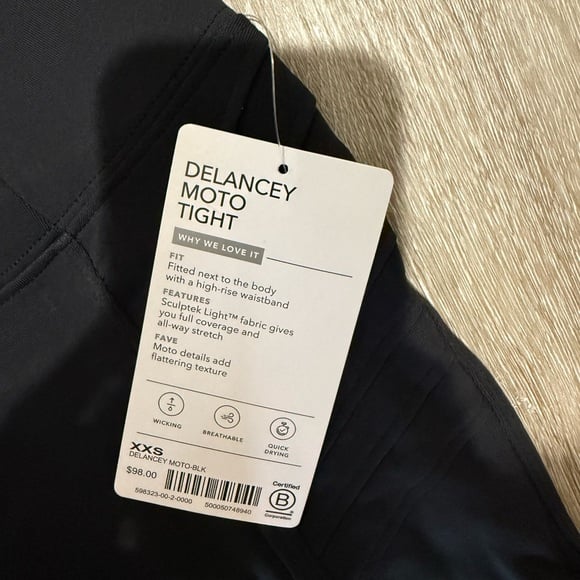 DELANCEY
MOTO
TIGHT
WHY WE LOVE IT
FIT
Fitted next to the body
with a high-rise waistband
FEATURES
Sculptek Light™ fabric gives
you full coverage and
all-way stretch
FAVE
Moto details add
flattering texture
WICKING
BREATHABLE
QUICK
DRYING
XXS
DELANCEY MOTO-BLK
$98.00
598323-00-2-0000 500050748940
Certified
B
Corporation